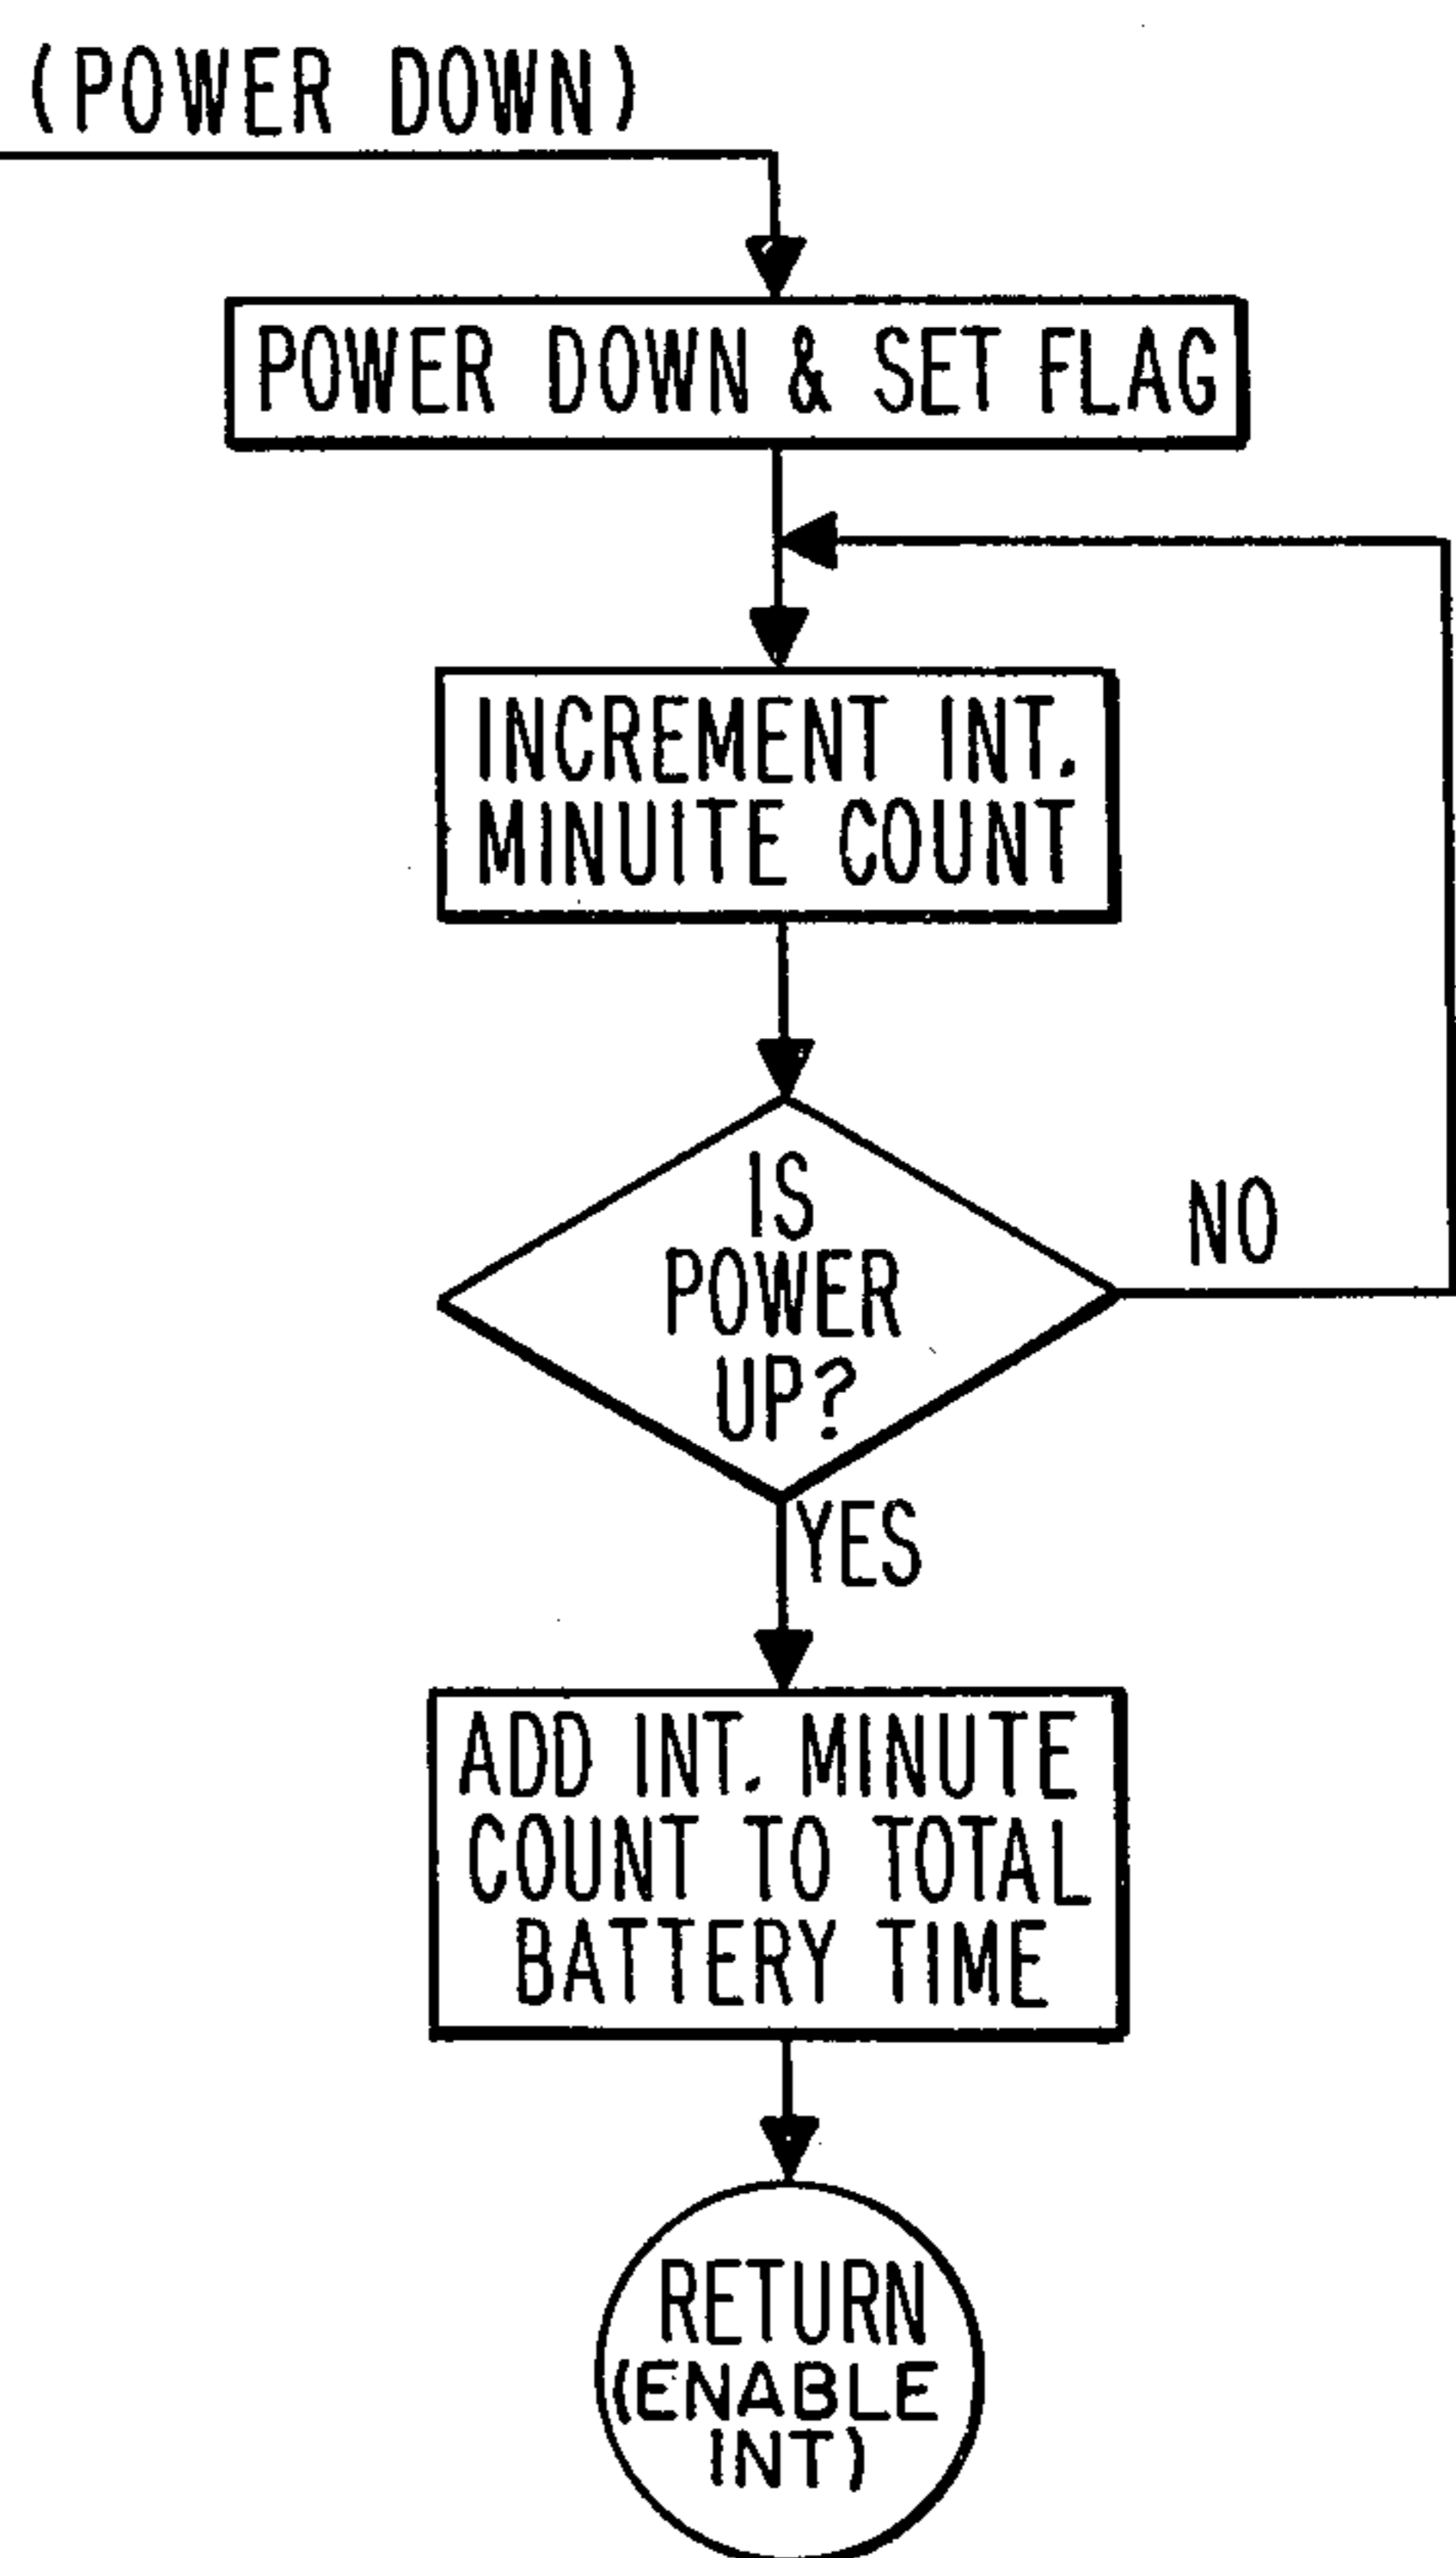 (POWER DOWN)
POWER DOWN & SET FLAG
INCREMENT INT.
MINUITE COUNT
IS
POWER
UP?
NO
YES
ADD INT. MINUTE
COUNT TO TOTAL
BATTERY TIME
RETURN
(ENABLE
INT)